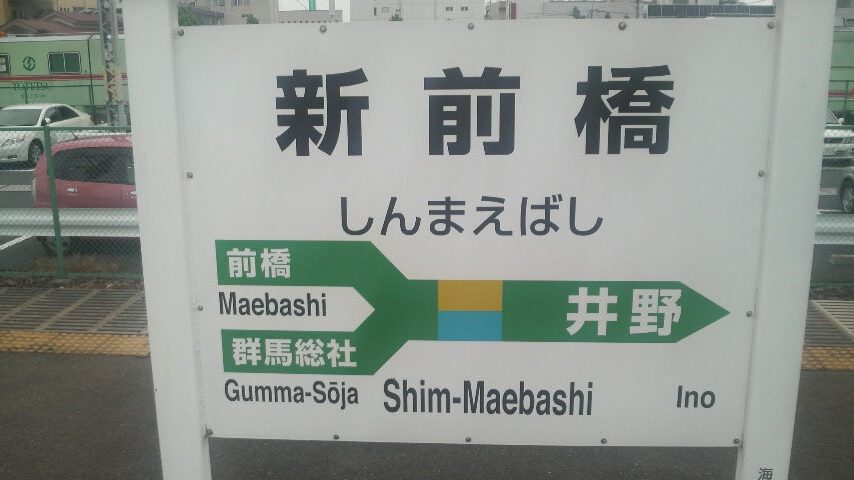 新前橋
しんまえばし
前橋
Maebashi
井野
群馬総社
Gumma-Sōja
Shim-Maebashi
Ino
海